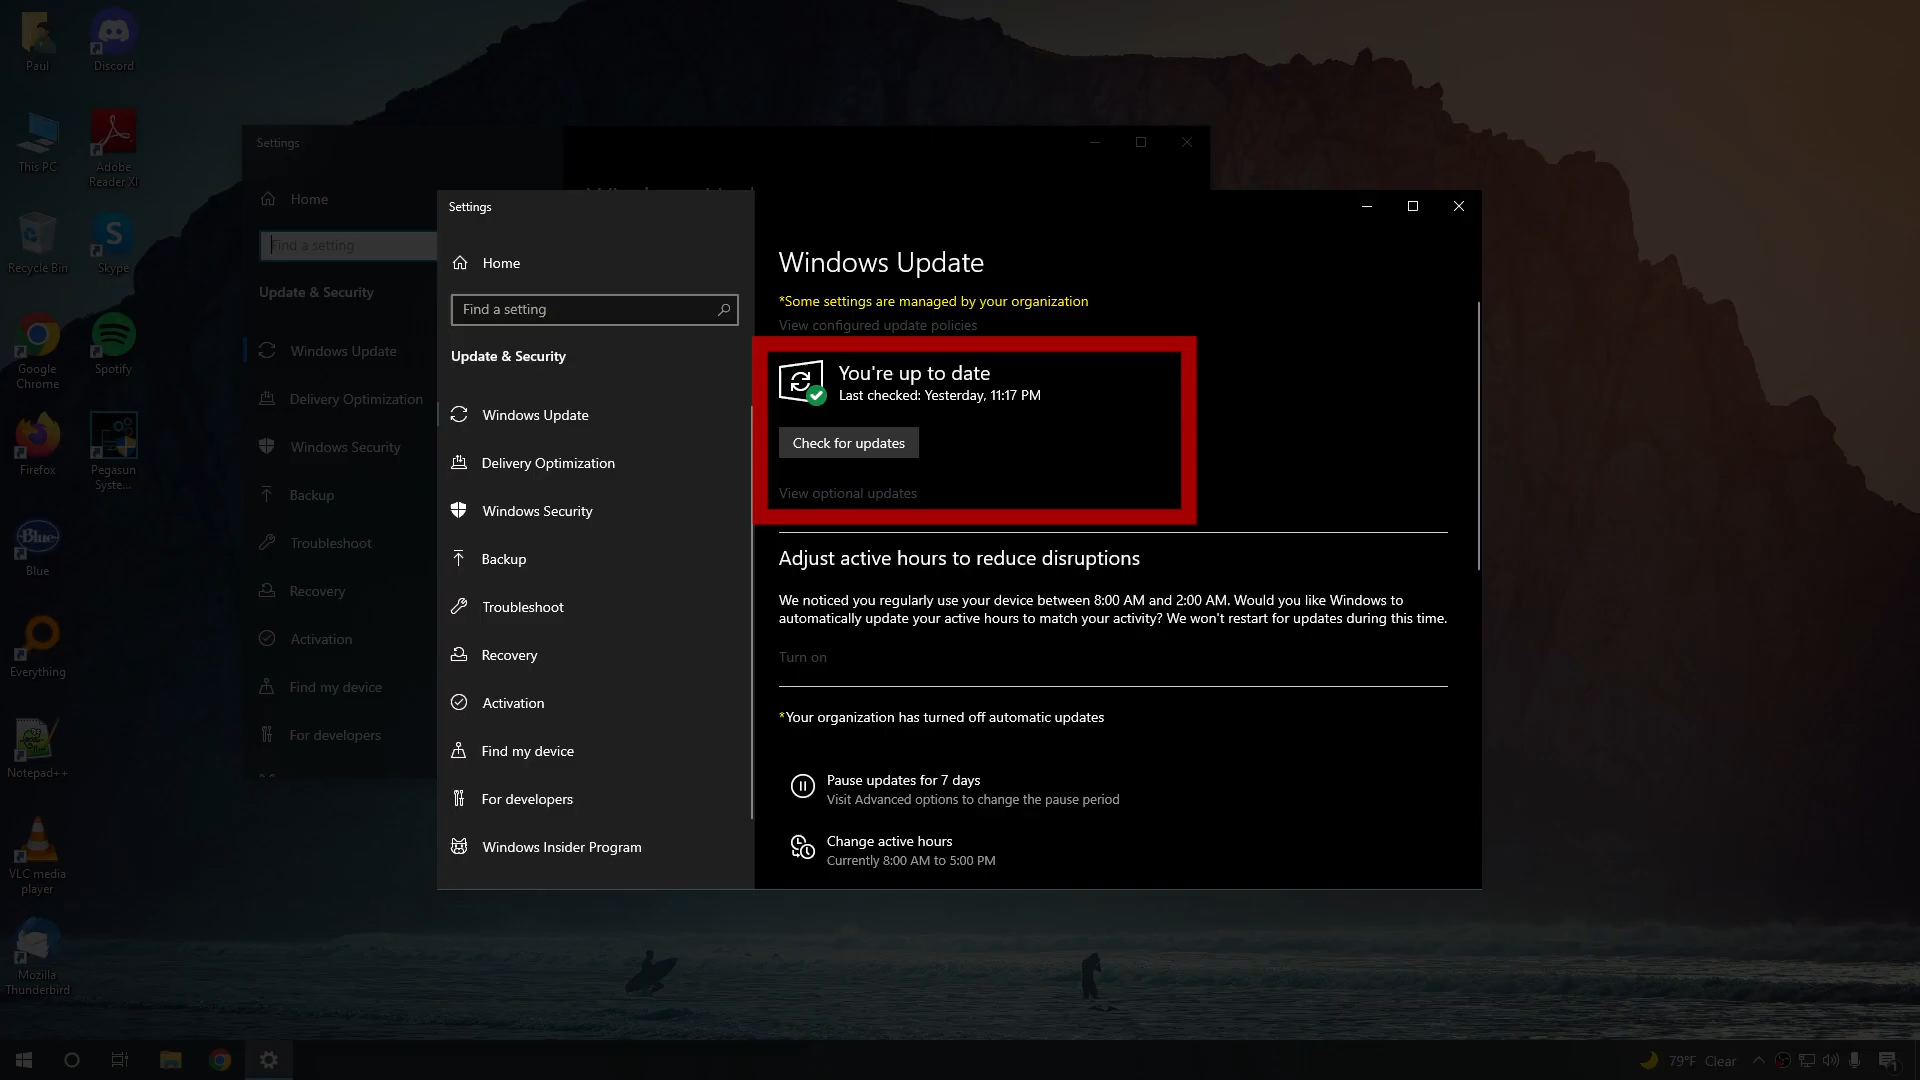 Paul
Discord
This PC
Adobe
Reader XI
Recycle Bin
Skype
Google
Chrome
Spotify
Firefox
Pegasun
Syste...
Blue
Blue
Everything
Notepad++
VLC media
player
Mozilla
Thunderbird
Settings
Home
Find a setting
Update & Security
Windows Update
Delivery Optimization
Windows Security
Backup
Troubleshoot
Recovery
Activation
Find my device
For developers
Settings
Home
Find a setting
Update & Security
Windows Update
Delivery Optimization
Windows Security
Backup
Troubleshoot
Recovery
Activation
Find my device
For developers
Windows Insider Program
Windows Update
*Some settings are managed by your organization
View configured update policies
You're up to date
Last checked: Yesterday, 11:17 PM
Check for updates
View optional updates
Adjust active hours to reduce disruptions
We noticed you regularly use your device between 8:00 AM and 2:00 AM. Would you like Windows to
automatically update your active hours to match your activity? We won't restart for updates during this time.
Turn on
*Your organization has turned off automatic updates
Pause updates for 7 days
Visit Advanced options to change the pause period
Change active hours
Currently 8:00 AM to 5:00 PM
79°F Clear